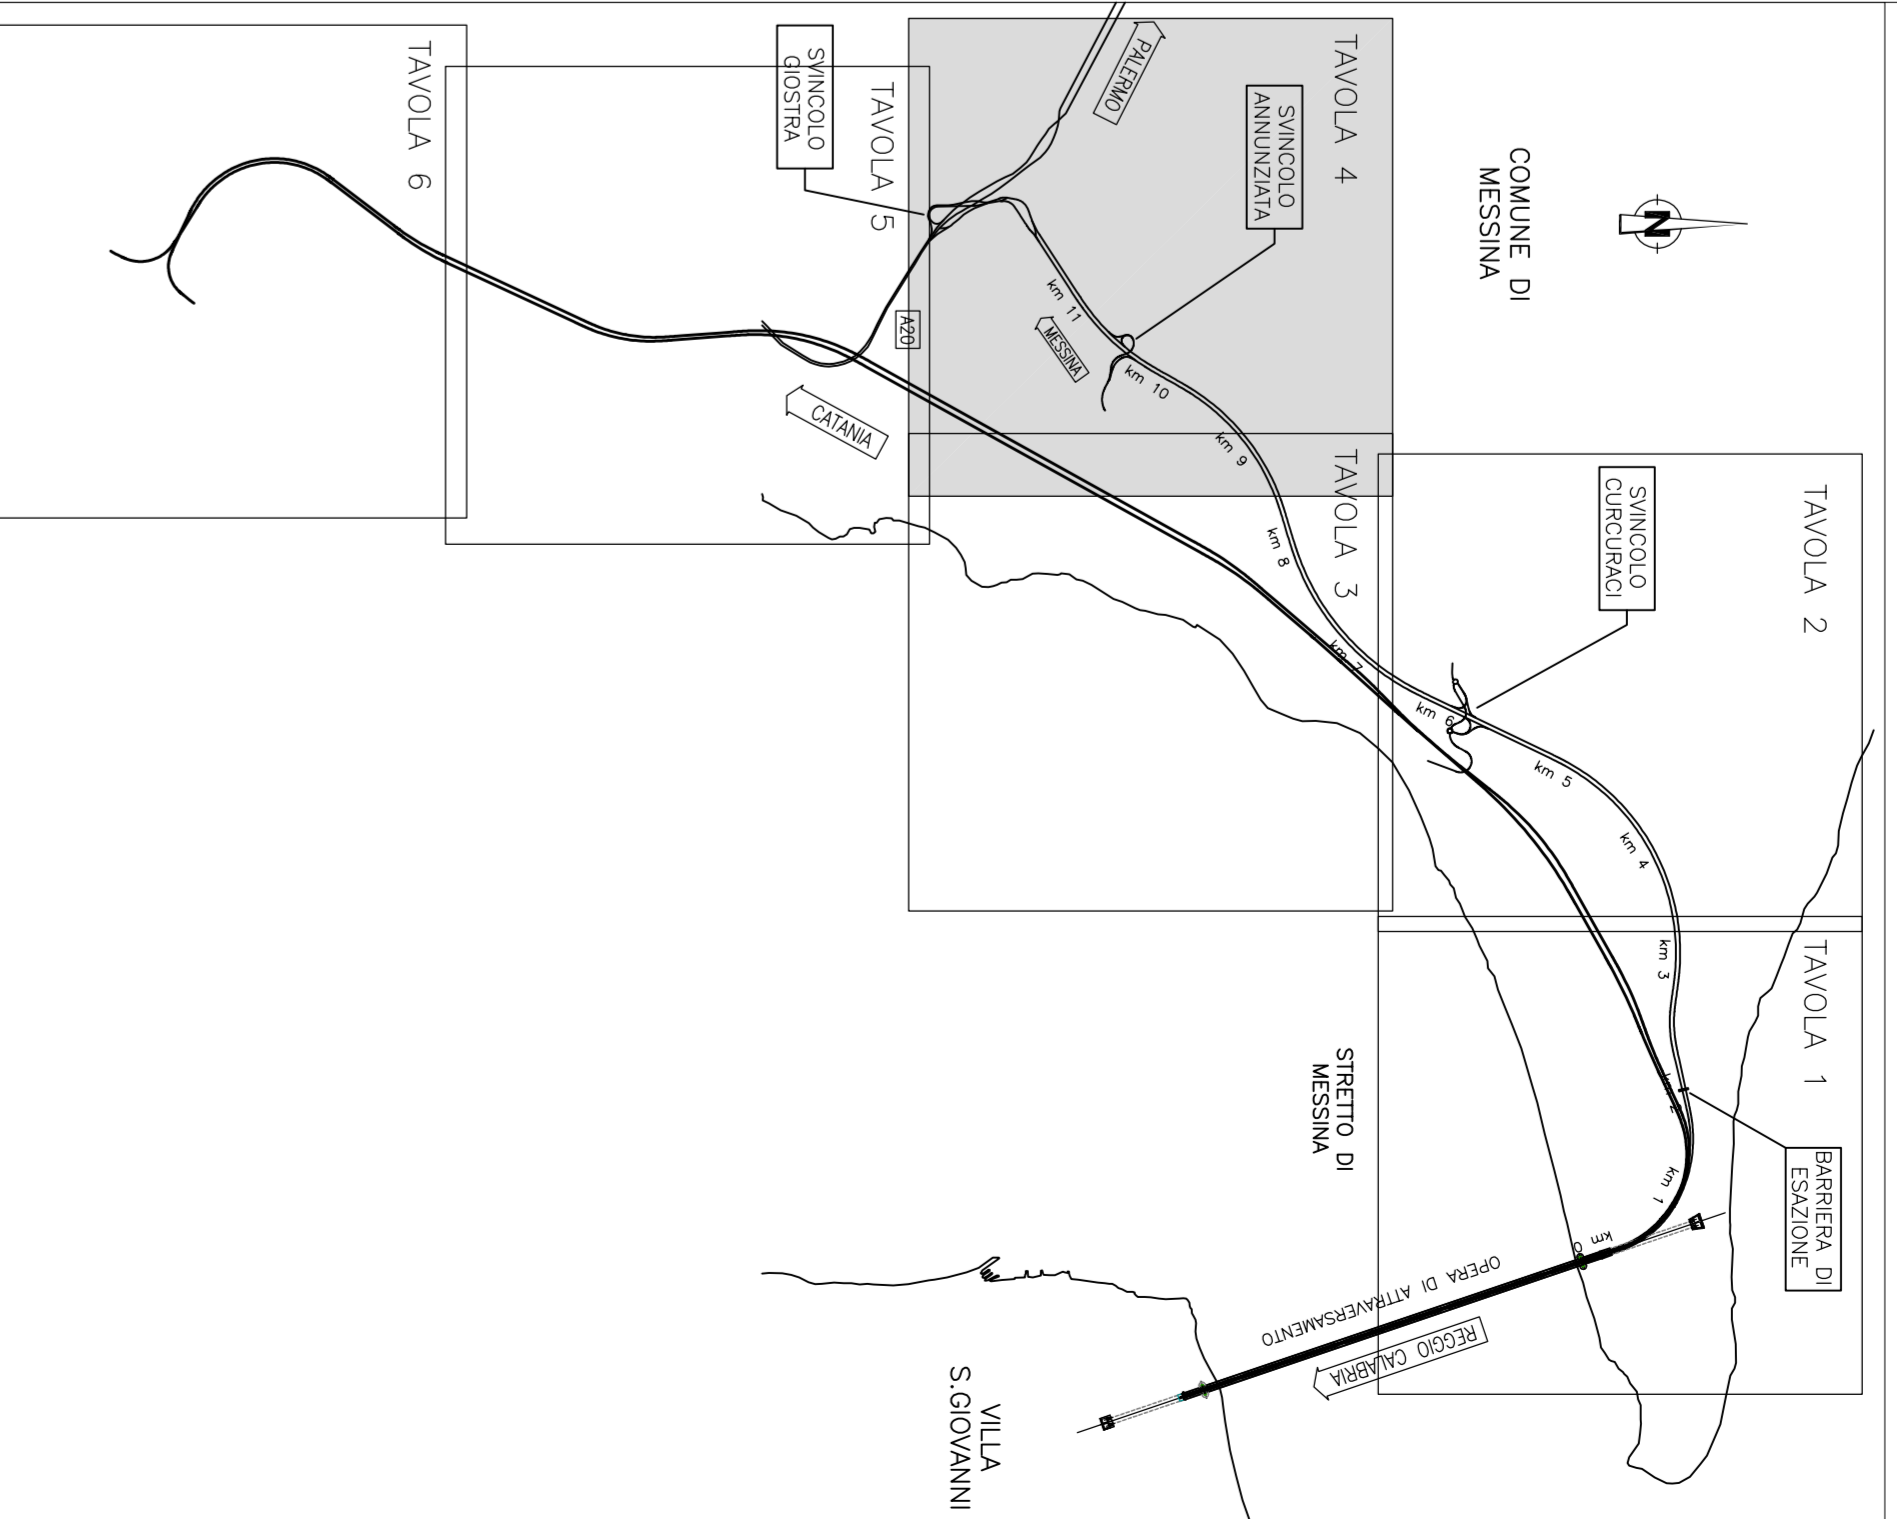 TAVOLA 1
BARRIERA DI
ESAZIONE
TAVOLA 2
SVINCOLO
CURCURACI
N
COMUNE DI
MESSINA
TAVOLA 4
SVINCOLO
ANNUNZIATA
PALERMO
TAVOLA 3
TAVOLA 5
SVINCOLO
GIOSTRA
TAVOLA 6
A20
MESSINA
CATANIA
km 11
km 10
km 9
km 8
km 7
km 6
km 5
km 4
km 3
km 2
km 1
km 0
STRETTO DI
MESSINA
OPERA DI ATTRAVERSAMENTO
REGGIO CALABRIA
VILLA
S.GIOVANNI